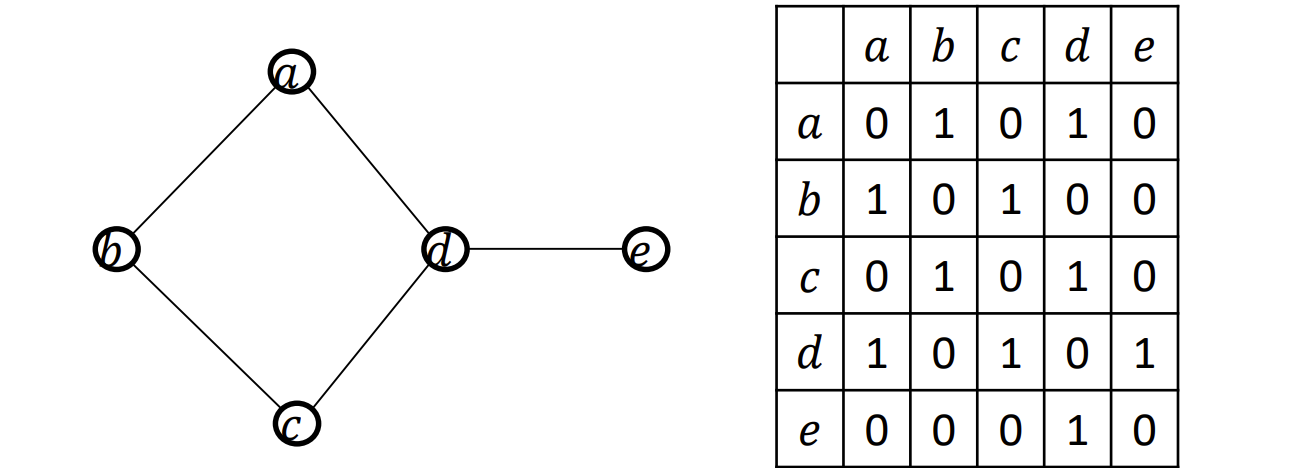 a
b
d
e
c
a b c d e
a 0 1 0 1 0
b 1 0 1 0 0
c 0 1 0 1 0
d 1 0 1 0 1
e 0 0 0 1 0